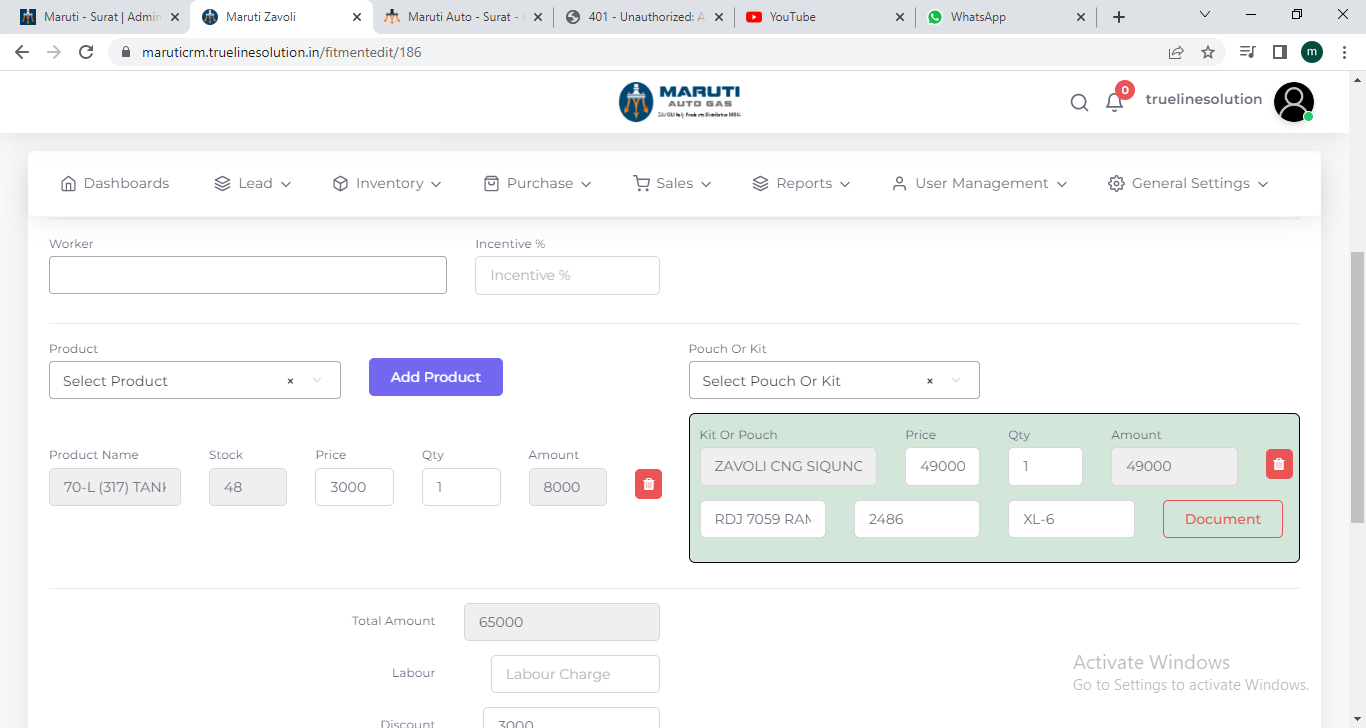 Maruti - Surat | Admin
Maruti Zavoli
Maruti Auto - Surat -
401 - Unauthorized: A
YouTube
WhatsApp
maruticrm.truelinesolution.in/fitmentedit/186
m
MARUTI
AUTO GAS
0
truelinesolution
Dashboards
Lead
Inventory
Purchase
Sales
Reports
User Management
General Settings
Worker
Incentive %
Incentive %
Product
Pouch Or Kit
Select Product ×
Add Product
Select Pouch Or Kit ×
Kit Or Pouch Price Qty Amount
Product Name Stock Price Qty Amount
ZAVOLI CNG SIQUNC 49000 1 49000
70-L (317) TANK 48 3000 1 8000
RDJ 7059 RAM 2486 XL-6 Document
Total Amount 65000
Labour Labour Charge
Discount 3000
Activate Windows
Go to Settings to activate Windows.